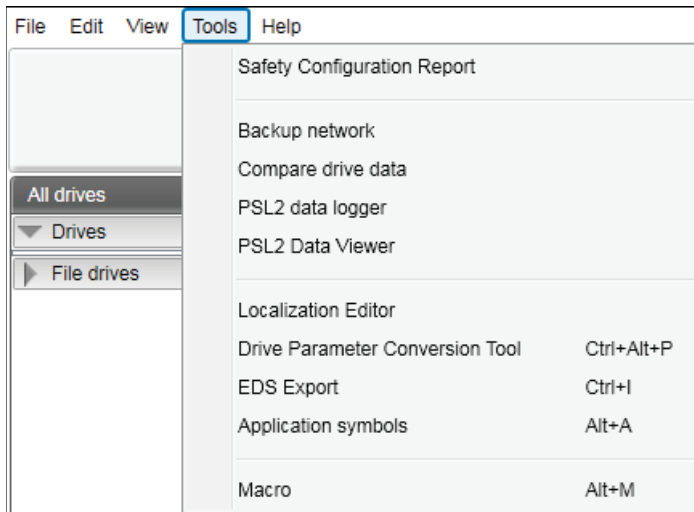 File Edit View Tools Help
Safety Configuration Report
Backup network
Compare drive data
All drives
PSL2 data logger
Drives
PSL2 Data Viewer
File drives
Localization Editor
Drive Parameter Conversion Tool Ctrl+Alt+P
EDS Export Ctrl+I
Application symbols Alt+A
Macro Alt+M